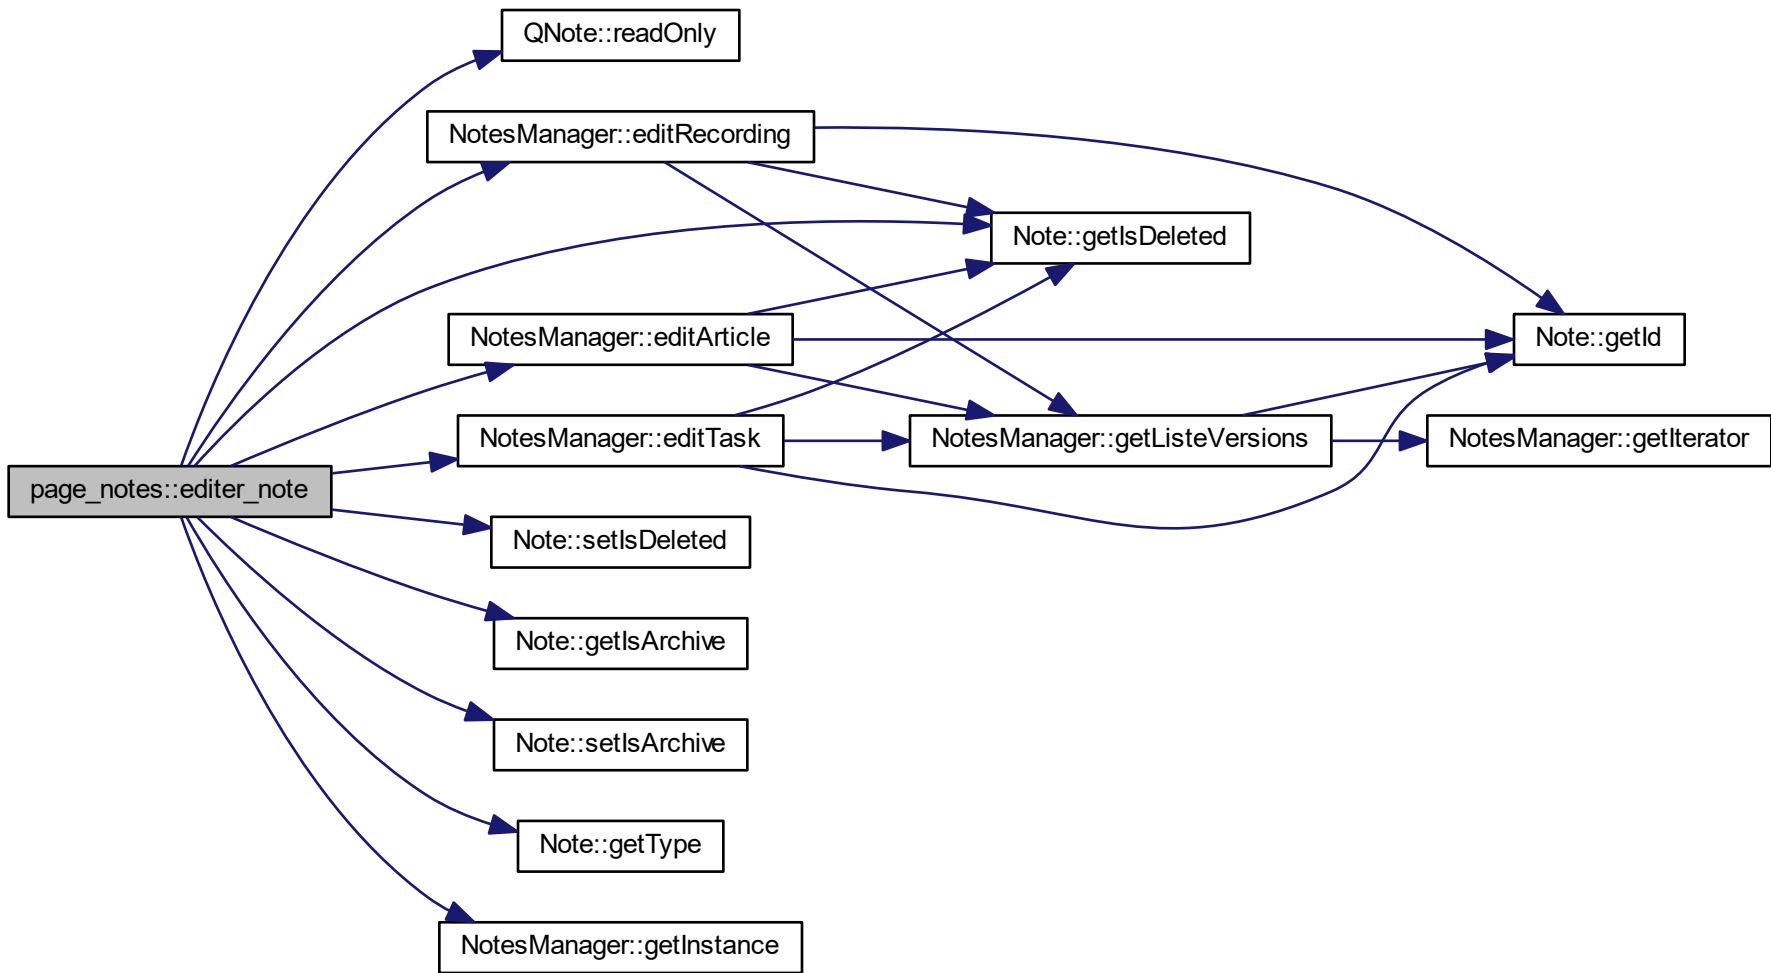 QNote::readOnly
NotesManager::editRecording
Note::getIsDeleted
NotesManager::editArticle
Note::getId
NotesManager::editTask
NotesManager::getListeVersions
NotesManager::getIterator
page_notes::editer_note
Note::setIsDeleted
Note::getIsArchive
Note::setIsArchive
Note::getType
NotesManager::getInstance